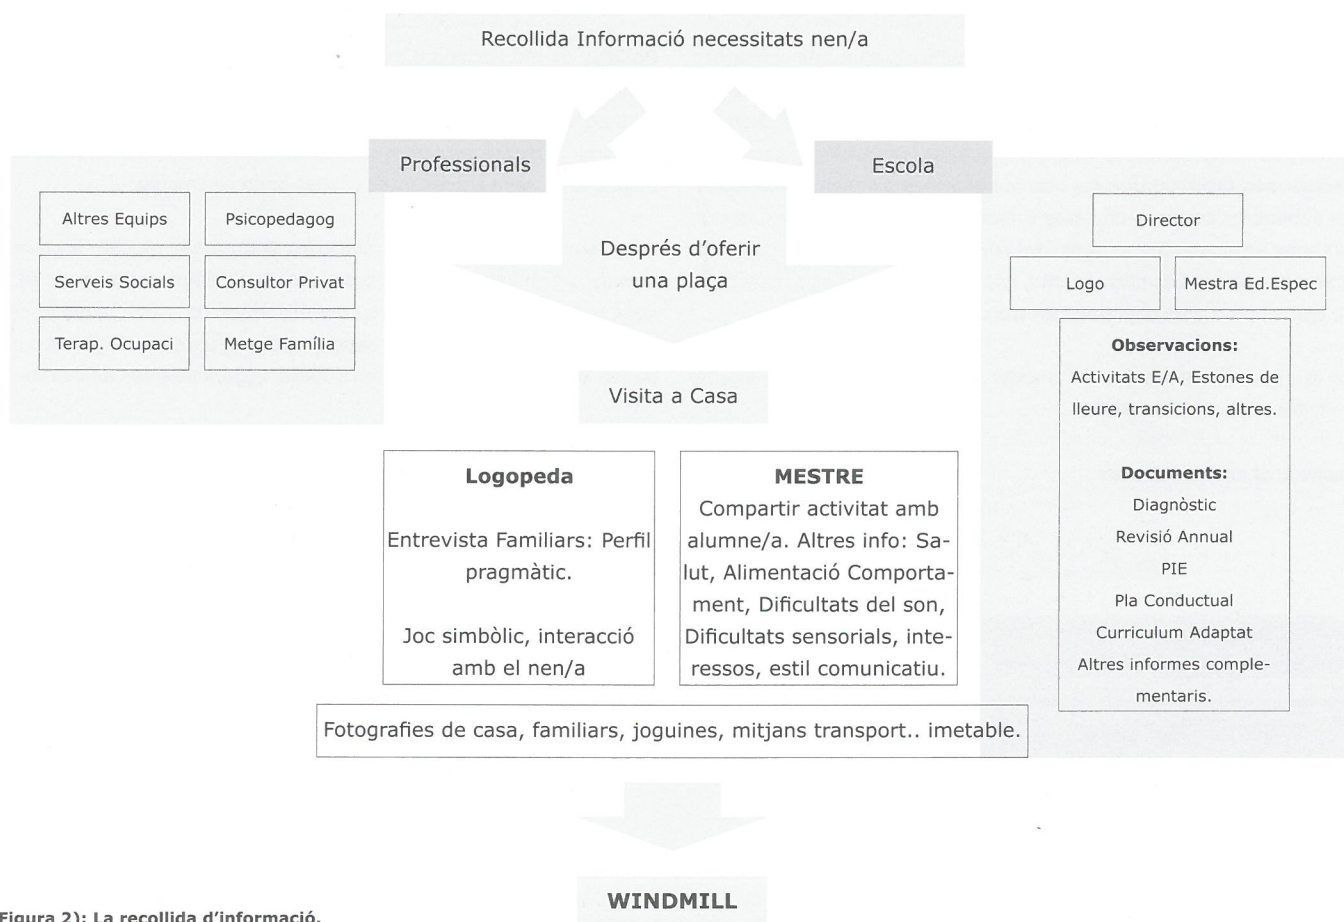 Recollida Informació necessitats nen/a
Professionals
Escola
Altres Equips
Psicopedagog
Serveis Socials
Consultor Privat
Terap. Ocupaci
Metge Família
Després d'oferir
una plaça
Director
Logo
Mestra Ed.Espec
Observacions:
Activitats E/A, Estones de
lleure, transicions, altres.
Documents:
Diagnòstic
Revisió Annual
PIE
Pla Conductual
Curriculum Adaptat
Altres informes comple-
mentaris.
Visita a Casa
Logopeda
Entrevista Familiars: Perfil
pragmàtic.
Joc simbòlic, interacció
amb el nen/a
MESTRE
Compartir activitat amb
alumne/a. Altres info: Sa-
lut, Alimentació Comporta-
ment, Dificultats del son,
Dificultats sensorials, inte-
ressos, estil comunicatiu.
Fotografies de casa, familiars, joguines, mitjans transport.. imetable.
WINDMILL
Figura 2): La recollida d'informació.